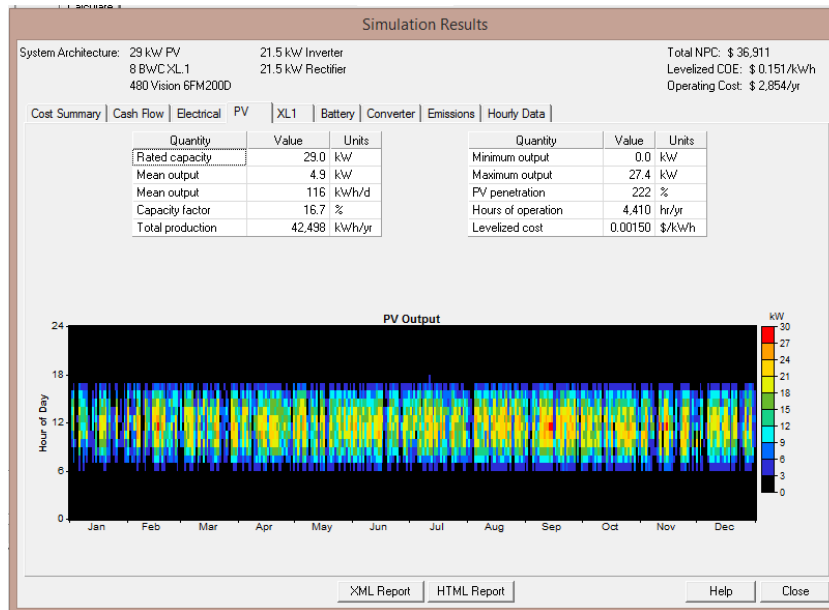 Calculate
Simulation Results
System Architecture: 29 kW PV 21.5 kW Inverter Total NPC: $ 36,911
8 BWC XL.1 21.5 kW Rectifier Levelized COE: $ 0.151/kWh
480 Vision 6FM200D Operating Cost: $ 2,854/yr
Cost Summary Cash Flow Electrical PV XL1 Battery Converter Emissions Hourly Data
Quantity Value Units Quantity Value Units
Rated capacity 29.0 kW Minimum output 0.0 kW
Mean output 4.9 kW Maximum output 27.4 kW
Mean output 116 kWh/d PV penetration 222 %
Capacity factor 16.7 % Hours of operation 4,410 hr/yr
Total production 42,498 kWh/yr Levelized cost 0.00150 $/kWh
PV Output
kW
24
18
12
6
0
Hour of Day
30
27
24
21
18
15
12
9
6
3
0
Jan Feb Mar Apr May Jun Jul Aug Sep Oct Nov Dec
XML Report HTML Report Help Close